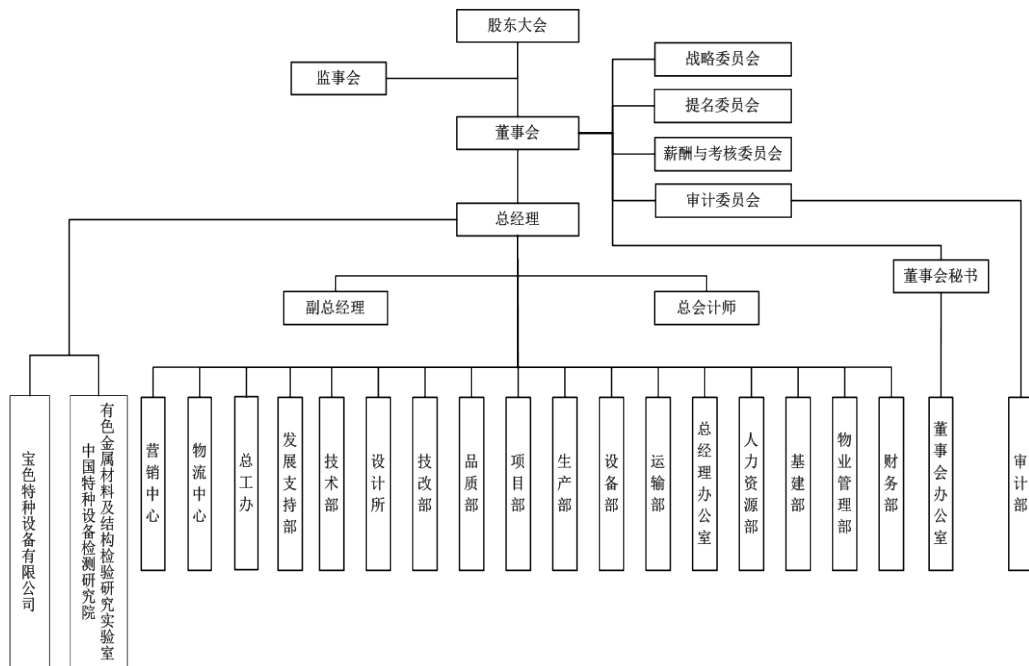 股东大会
监事会
战略委员会
提名委员会
董事会
薪酬与考核委员会
审计委员会
总经理
董事会秘书
副总经理
总会计师
宝色特种设备有限公司
中国特种设备检测研究院
有色金属材料及结构检验研究实验室
营销中心
物流中心
总工办
发展支持部
技术部
设计所
技改部
品质部
项目部
生产部
设备部
运输部
总经理办公室
人力资源部
基建部
物业管理部
财务部
董事会办公室
审计部